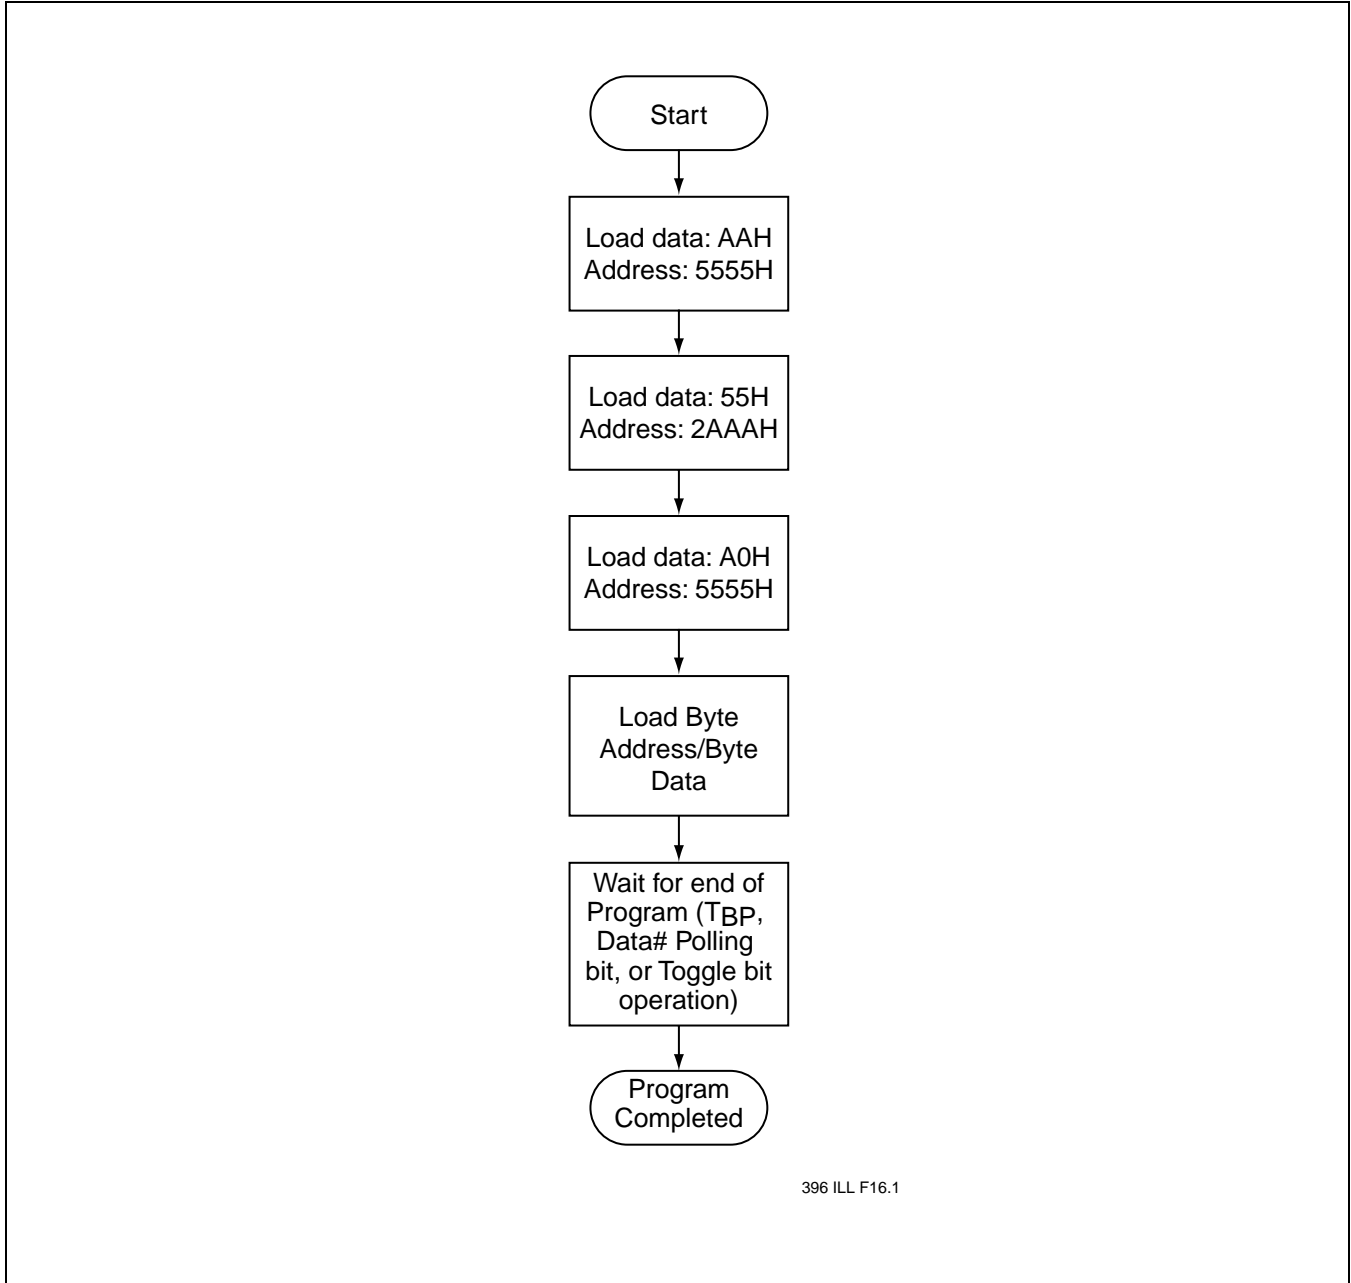 Start
Load data: AAH
Address: 5555H
Load data: 55H
Address: 2AAAH
Load data: A0H
Address: 5555H
Load Byte
Address/Byte
Data
Wait for end of
Program (TBP,
Data# Polling
bit, or Toggle bit
operation)
Program
Completed
396 ILL F16.1